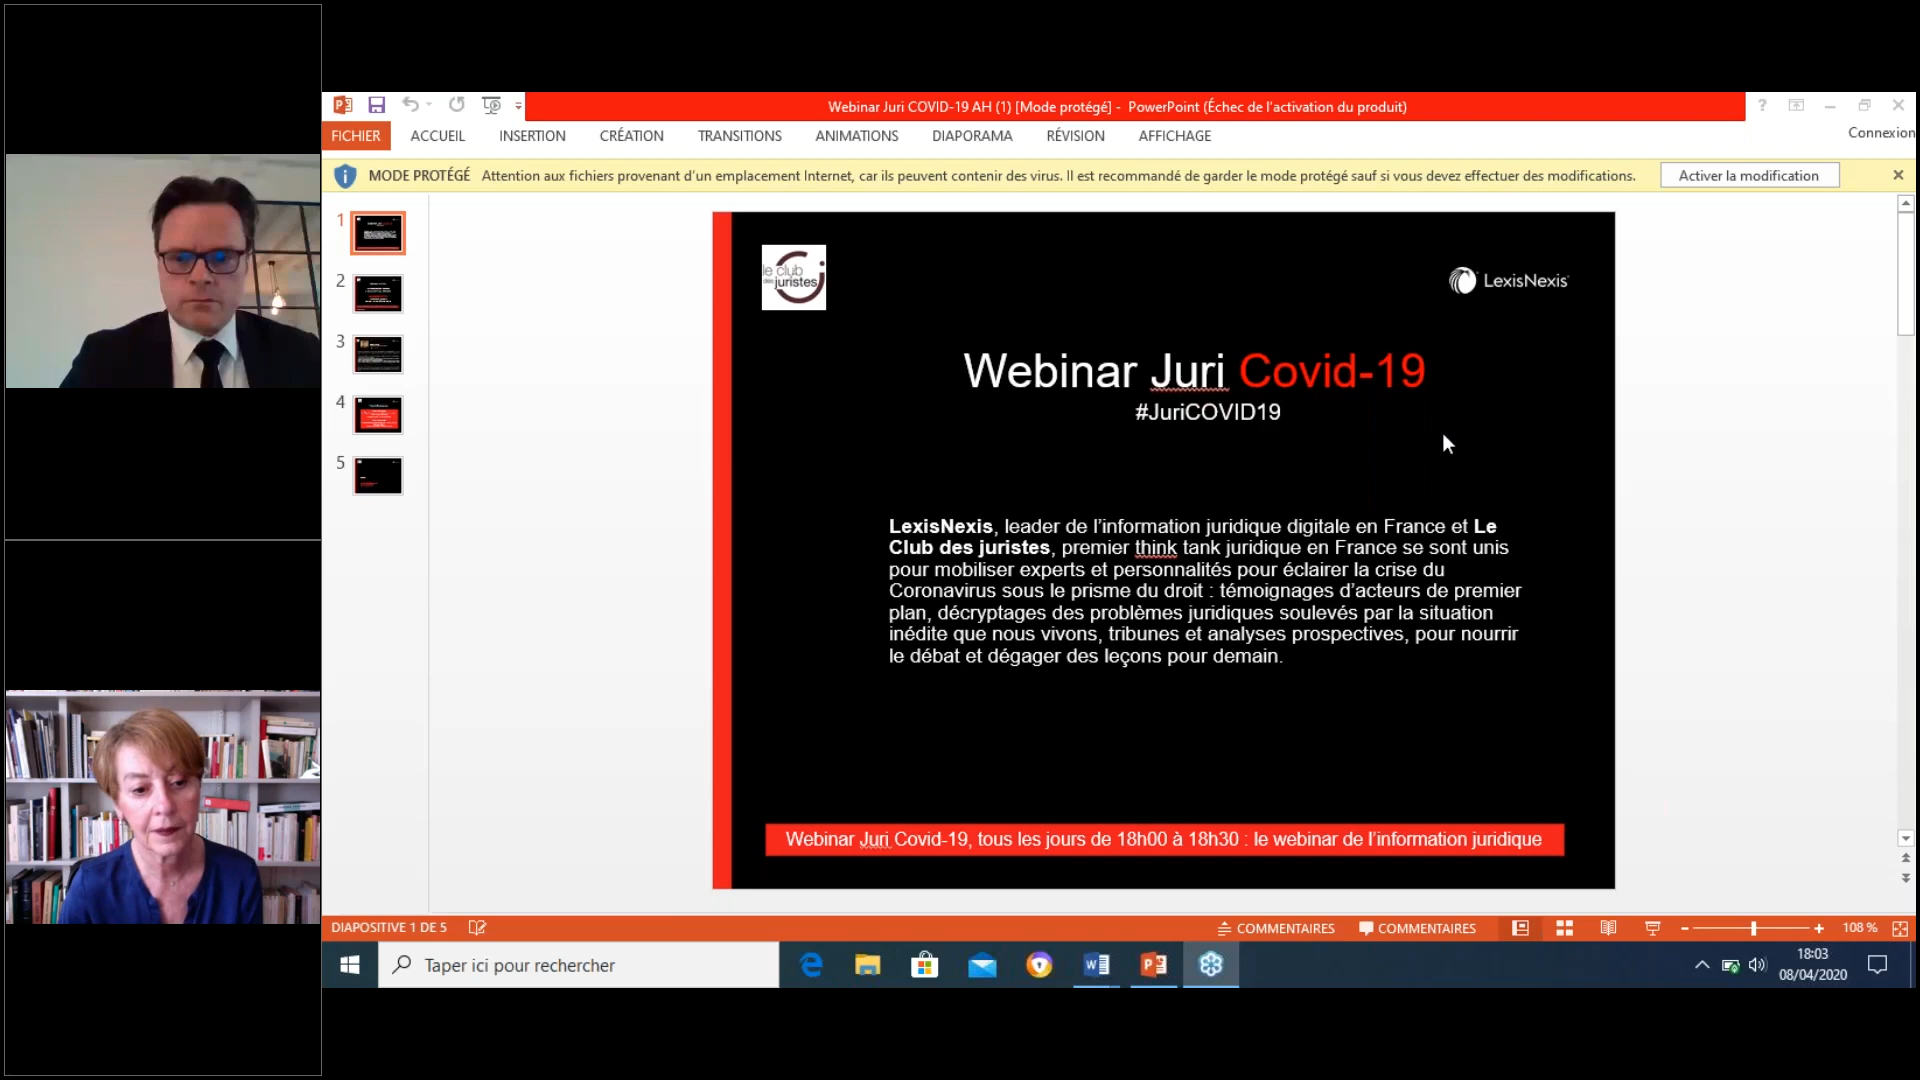 Webinar Juri COVID-19 AH (1) [Mode protégé] - PowerPoint (Échec de l'activation du produit)
FICHIER ACCUEIL INSERTION CRÉATION TRANSITIONS ANIMATIONS DIAPORAMA RÉVISION AFFICHAGE Connexion
MODE PROTÉGÉ Attention aux fichiers provenant d'un emplacement Internet, car ils peuvent contenir des virus. Il est recommandé de garder le mode protégé sauf si vous devez effectuer des modifications. Activer la modification
1
2
3
4
5
le club
des juristes
LexisNexis
Webinar Juri Covid-19
#JuriCOVID19
LexisNexis, leader de l'information juridique digitale en France et Le
Club des juristes, premier think tank juridique en France se sont unis
pour mobiliser experts et personnalités pour éclairer la crise du
Coronavirus sous le prisme du droit : témoignages d'acteurs de premier
plan, décryptages des problèmes juridiques soulevés par la situation
inédite que nous vivons, tribunes et analyses prospectives, pour nourrir
le débat et dégager des leçons pour demain.
Webinar Juri Covid-19, tous les jours de 18h00 à 18h30 : le webinar de l'information juridique
DIAPOSITIVE 1 DE 5 COMMENTAIRES COMMENTAIRES 108 %
Taper ici pour rechercher
18:03
08/04/2020